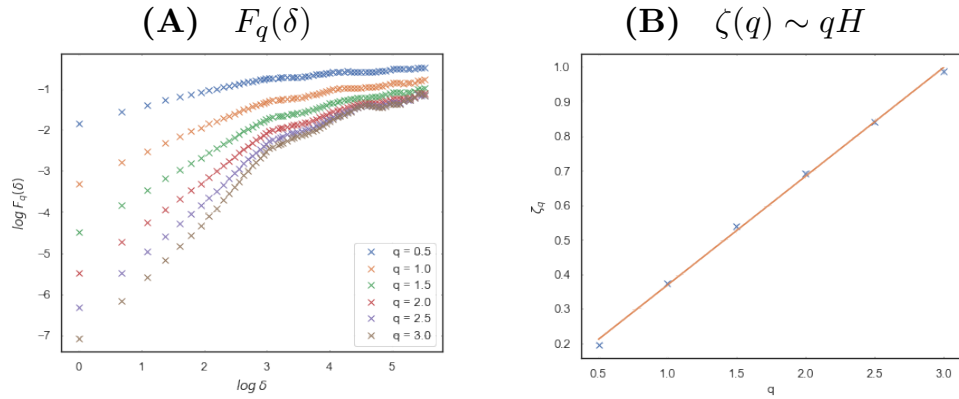 (A) F_q(δ)
(B) ζ(q) ∼ qH
−1
−2
−3
−4
−5
−6
−7
log F_q(δ)
0
1
2
3
4
5
log δ
q = 0.5
q = 1.0
q = 1.5
q = 2.0
q = 2.5
q = 3.0
1.0
0.9
0.8
0.7
0.6
0.5
0.4
0.3
0.2
ζ_q
0.5
1.0
1.5
2.0
2.5
3.0
q